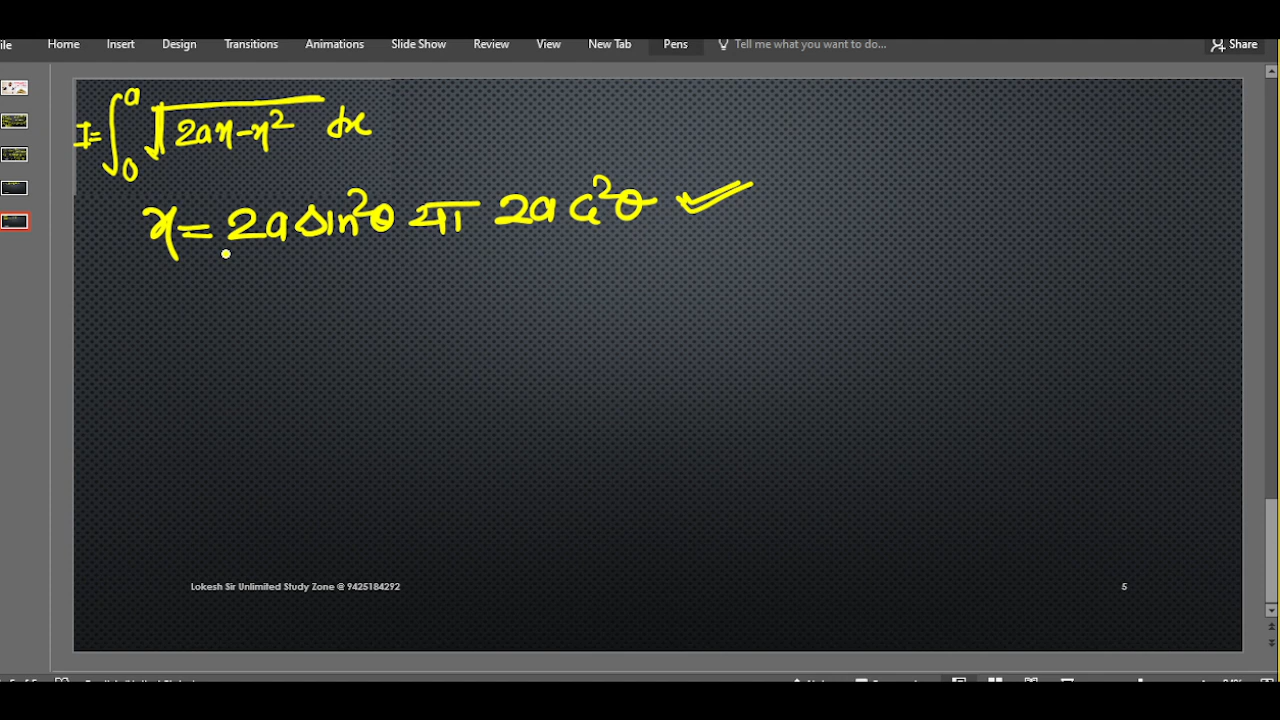 File Home Insert Design Transitions Animations Slide Show Review View New Tab Pens Tell me what you want to do... Share
I = ∫₀ᵃ √(2ax-x²) dx
x = 2a sin²θ या 2a cos²θ ✓
Lokesh Sir Unlimited Study Zone @ 9425184292 5